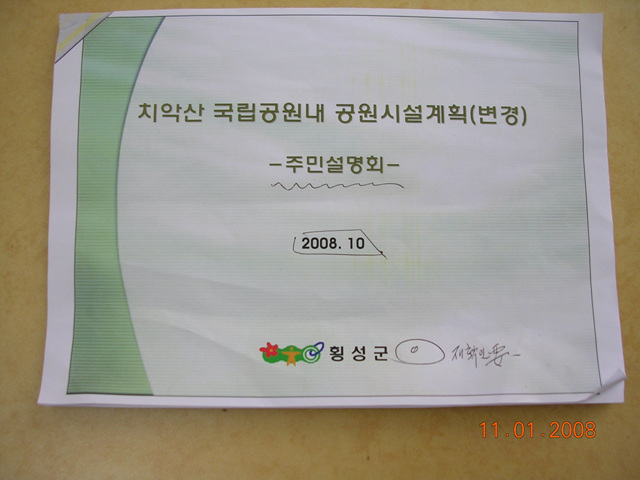 치악산 국립공원내 공원시설계획(변경)
-주민설명회-
2008. 10
횡성군
11.01.2008